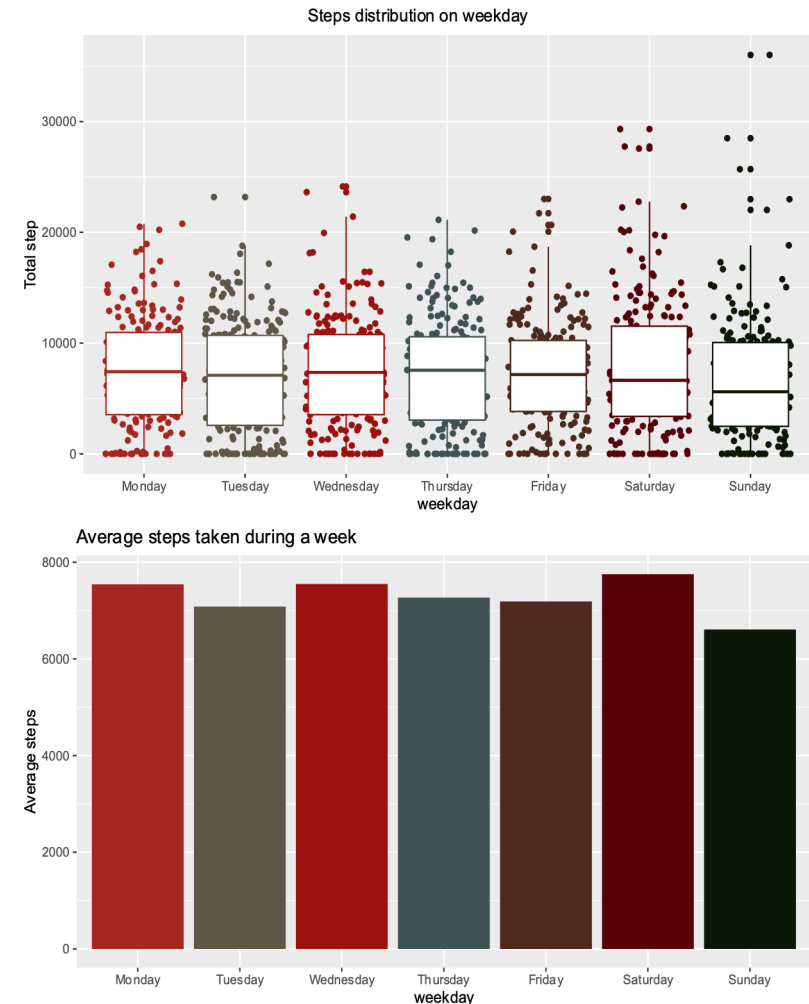 Steps distribution on weekday
Total step
30000
20000
10000
0
Monday Tuesday Wednesday Thursday Friday Saturday Sunday
weekday
Average steps taken during a week
Average steps
8000
6000
4000
2000
0
Monday Tuesday Wednesday Thursday Friday Saturday Sunday
weekday